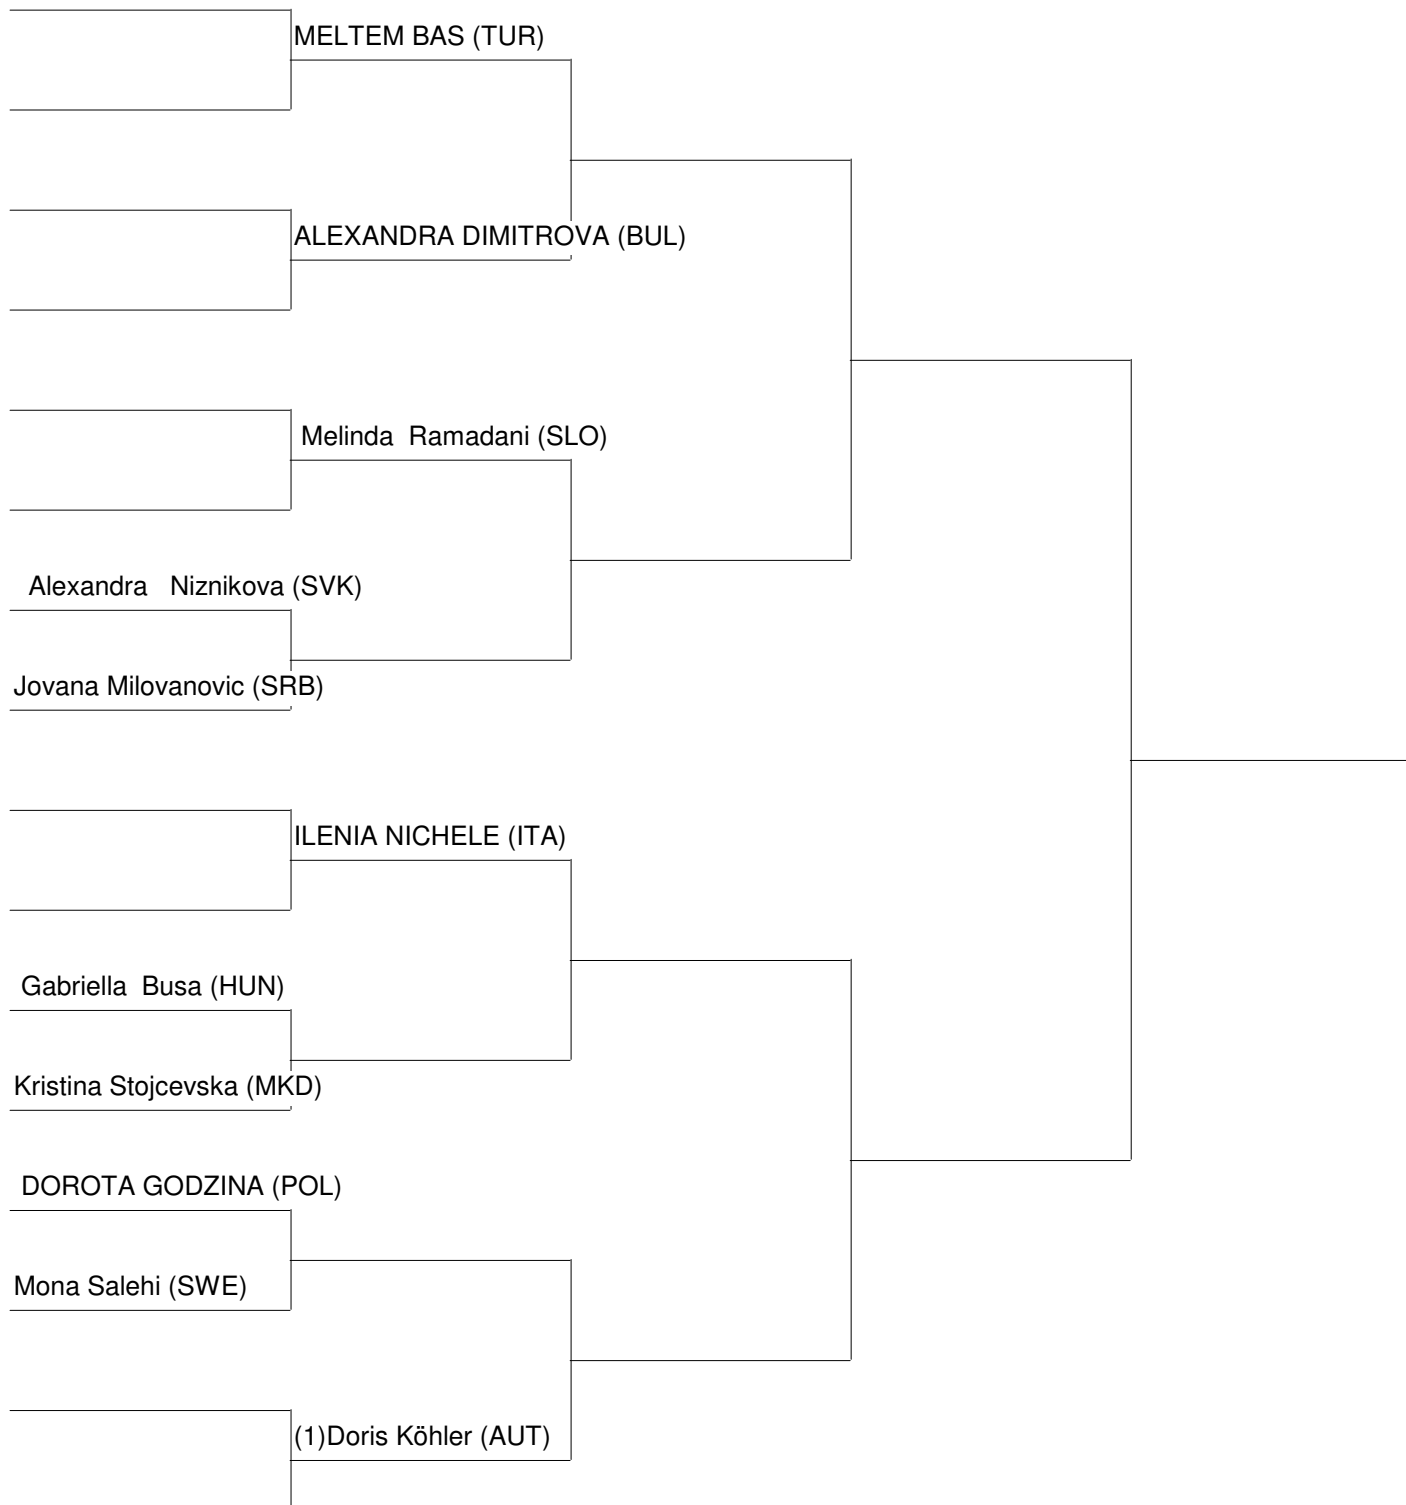 MELTEM BAS (TUR)
ALEXANDRA DIMITROVA (BUL)
Melinda  Ramadani (SLO)
Alexandra   Niznikova (SVK)
Jovana Milovanovic (SRB)
ILENIA NICHELE (ITA)
Gabriella  Busa (HUN)
Kristina Stojcevska (MKD)
DOROTA GODZINA (POL)
Mona Salehi (SWE)
(1)Doris Köhler (AUT)